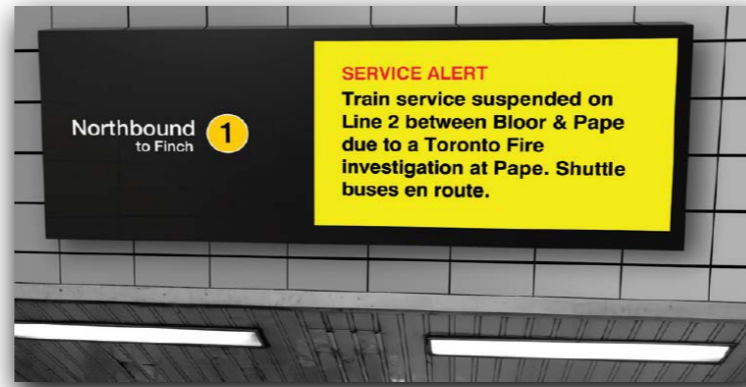 Northbound 1
to Finch
SERVICE ALERT
Train service suspended on
Line 2 between Bloor & Pape
due to a Toronto Fire
investigation at Pape. Shuttle
buses en route.